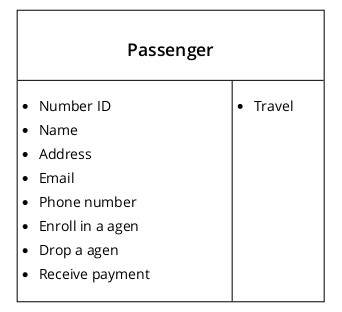 Passenger
• Number ID
• Name
• Address
• Email
• Phone number
• Enroll in a agen
• Drop a agen
• Receive payment
• Travel